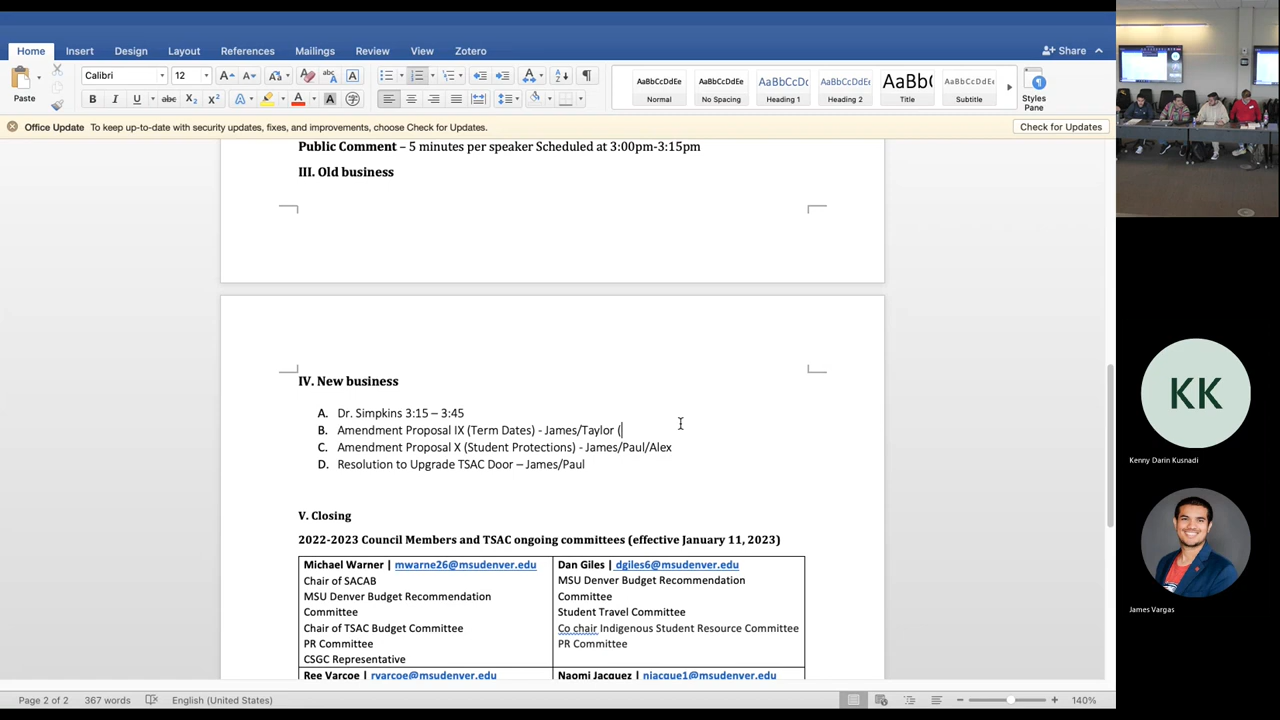 Home Insert Design Layout References Mailings Review View Zotero Share
Paste Calibri 12 AaBbCcDdEe AaBbCcDdEe AaBbCcDc AaBbCcDdEe AaBb( AaBbCcDdEe
Normal No Spacing Heading 1 Heading 2 Title Subtitle Styles Pane
Office Update To keep up-to-date with security updates, fixes, and improvements, choose Check for Updates. Check for Updates
Public Comment – 5 minutes per speaker Scheduled at 3:00pm-3:15pm
III. Old business
IV. New business
A. Dr. Simpkins 3:15 – 3:45
B. Amendment Proposal IX (Term Dates) - James/Taylor (
C. Amendment Proposal X (Student Protections) - James/Paul/Alex
D. Resolution to Upgrade TSAC Door – James/Paul
V. Closing
2022-2023 Council Members and TSAC ongoing committees (effective January 11, 2023)
Michael Warner | mwarne26@msudenver.edu
Chair of SACAB
MSU Denver Budget Recommendation
Committee
Chair of TSAC Budget Committee
PR Committee
CSGC Representative
Dan Giles | dgiles6@msudenver.edu
MSU Denver Budget Recommendation
Committee
Student Travel Committee
Co chair Indigenous Student Resource Committee
PR Committee
Ree Varcoe | rvarcoe@msudenver.edu
Naomi Jacquez | njacque1@msudenver.edu
Page 2 of 2 367 words English (United States) 140%
KK
Kenny Darin Kusnadi
James Vargas